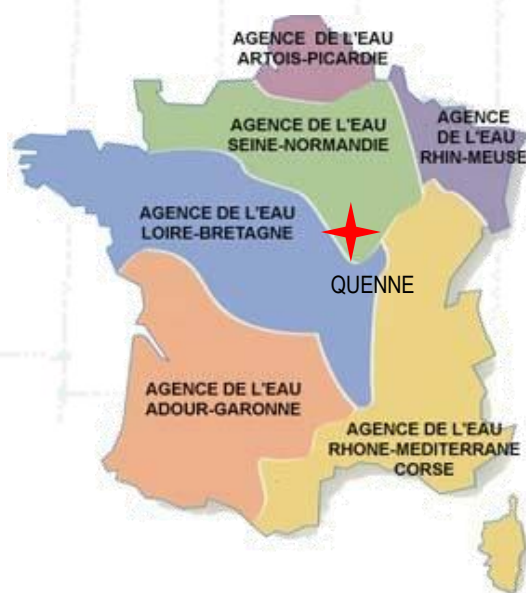 AGENCE DE L'EAU
ARTOIS-PICARDIE
AGENCE DE L'EAU
SEINE-NORMANDIE
AGENCE
DE L'EAU
RHIN-MEUSE
AGENCE DE L'EAU
LOIRE-BRETAGNE
QUENNE
AGENCE DE L'EAU
ADOUR-GARONNE
AGENCE DE L'EAU
RHONE-MEDITERRANE
CORSE